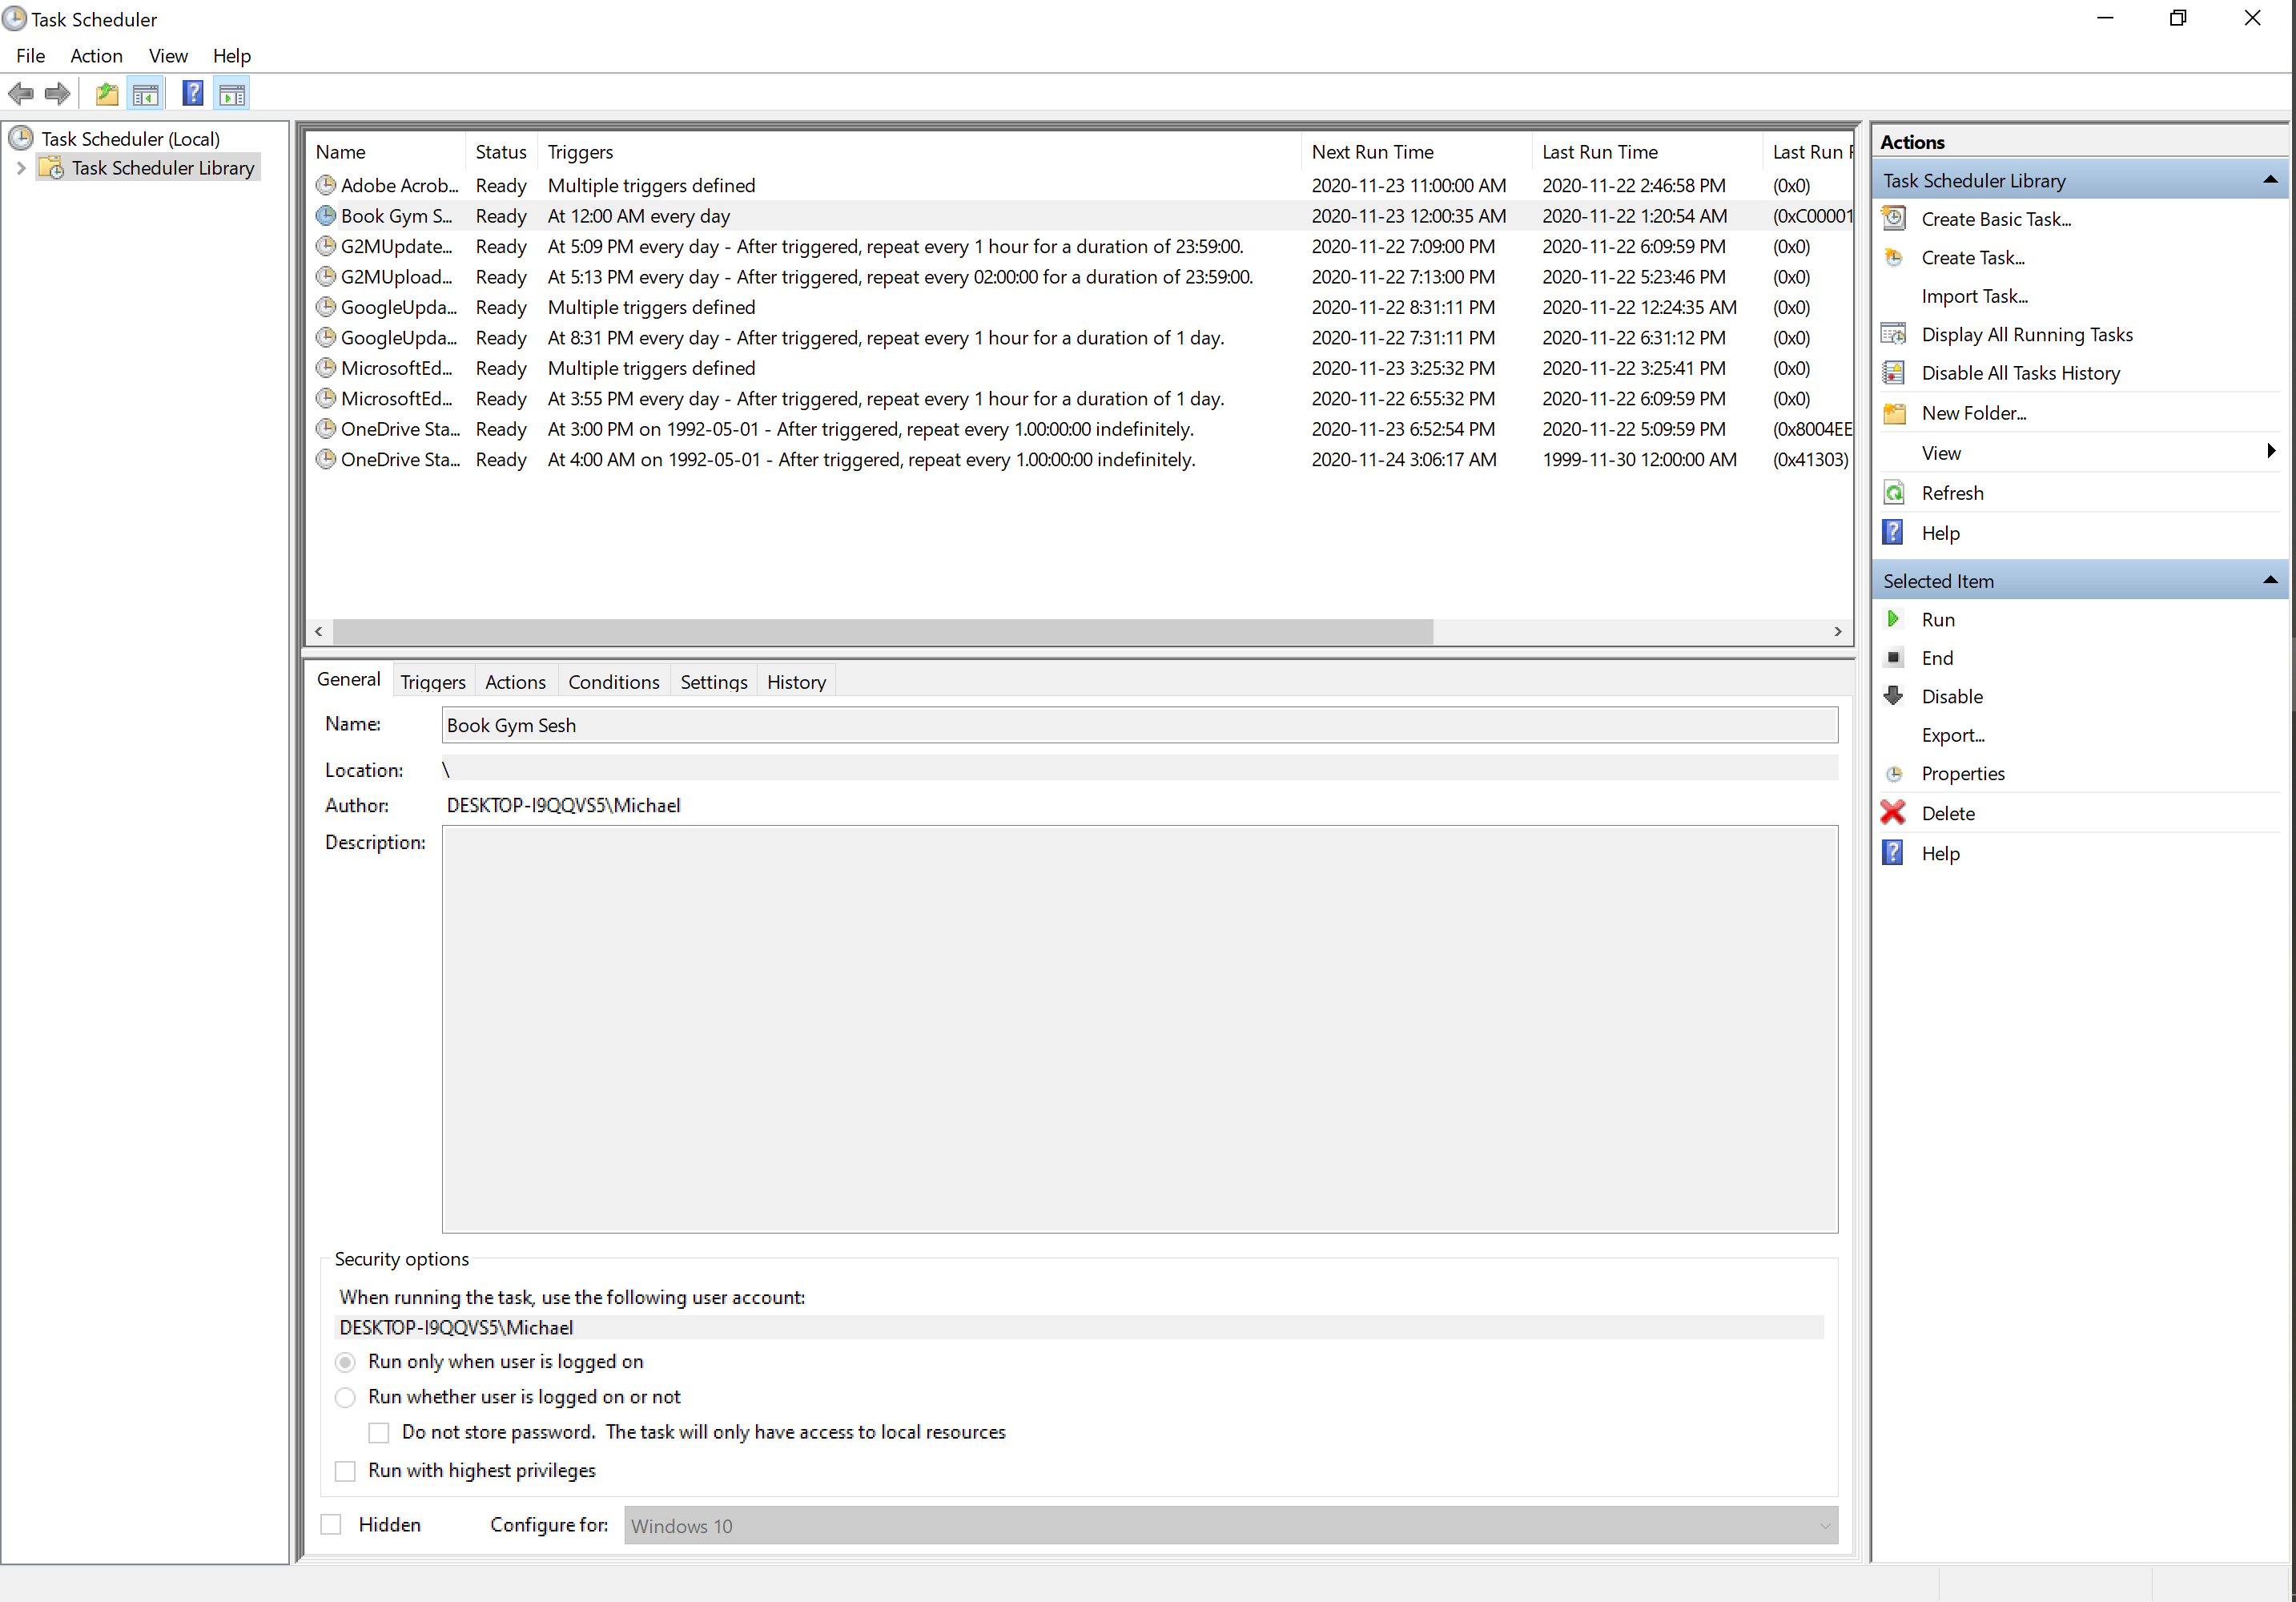 Task Scheduler
File Action View Help
Task Scheduler (Local)
Task Scheduler Library
Name Status Triggers Next Run Time Last Run Time Last Run R
Adobe Acrob... Ready Multiple triggers defined 2020-11-23 11:00:00 AM 2020-11-22 2:46:58 PM (0x0)
Book Gym S... Ready At 12:00 AM every day 2020-11-23 12:00:35 AM 2020-11-22 1:20:54 AM (0xC00001
G2MUpdate... Ready At 5:09 PM every day - After triggered, repeat every 1 hour for a duration of 23:59:00. 2020-11-22 7:09:00 PM 2020-11-22 6:09:59 PM (0x0)
G2MUpload... Ready At 5:13 PM every day - After triggered, repeat every 02:00:00 for a duration of 23:59:00. 2020-11-22 7:13:00 PM 2020-11-22 5:23:46 PM (0x0)
GoogleUpda... Ready Multiple triggers defined 2020-11-22 8:31:11 PM 2020-11-22 12:24:35 AM (0x0)
GoogleUpda... Ready At 8:31 PM every day - After triggered, repeat every 1 hour for a duration of 1 day. 2020-11-22 7:31:11 PM 2020-11-22 6:31:12 PM (0x0)
MicrosoftEd... Ready Multiple triggers defined 2020-11-23 3:25:32 PM 2020-11-22 3:25:41 PM (0x0)
MicrosoftEd... Ready At 3:55 PM every day - After triggered, repeat every 1 hour for a duration of 1 day. 2020-11-22 6:55:32 PM 2020-11-22 6:09:59 PM (0x0)
OneDrive Sta... Ready At 3:00 PM on 1992-05-01 - After triggered, repeat every 1.00:00:00 indefinitely. 2020-11-23 6:52:54 PM 2020-11-22 5:09:59 PM (0x8004EE
OneDrive Sta... Ready At 4:00 AM on 1992-05-01 - After triggered, repeat every 1.00:00:00 indefinitely. 2020-11-24 3:06:17 AM 1999-11-30 12:00:00 AM (0x41303)
General Triggers Actions Conditions Settings History
Name: Book Gym Sesh
Location: \
Author: DESKTOP-I9QQVS5\Michael
Description:
Security options
When running the task, use the following user account:
DESKTOP-I9QQVS5\Michael
Run only when user is logged on
Run whether user is logged on or not
Do not store password. The task will only have access to local resources
Run with highest privileges
Hidden Configure for: Windows 10
Actions
Task Scheduler Library
Create Basic Task...
Create Task...
Import Task...
Display All Running Tasks
Disable All Tasks History
New Folder...
View
Refresh
Help
Selected Item
Run
End
Disable
Export...
Properties
Delete
Help